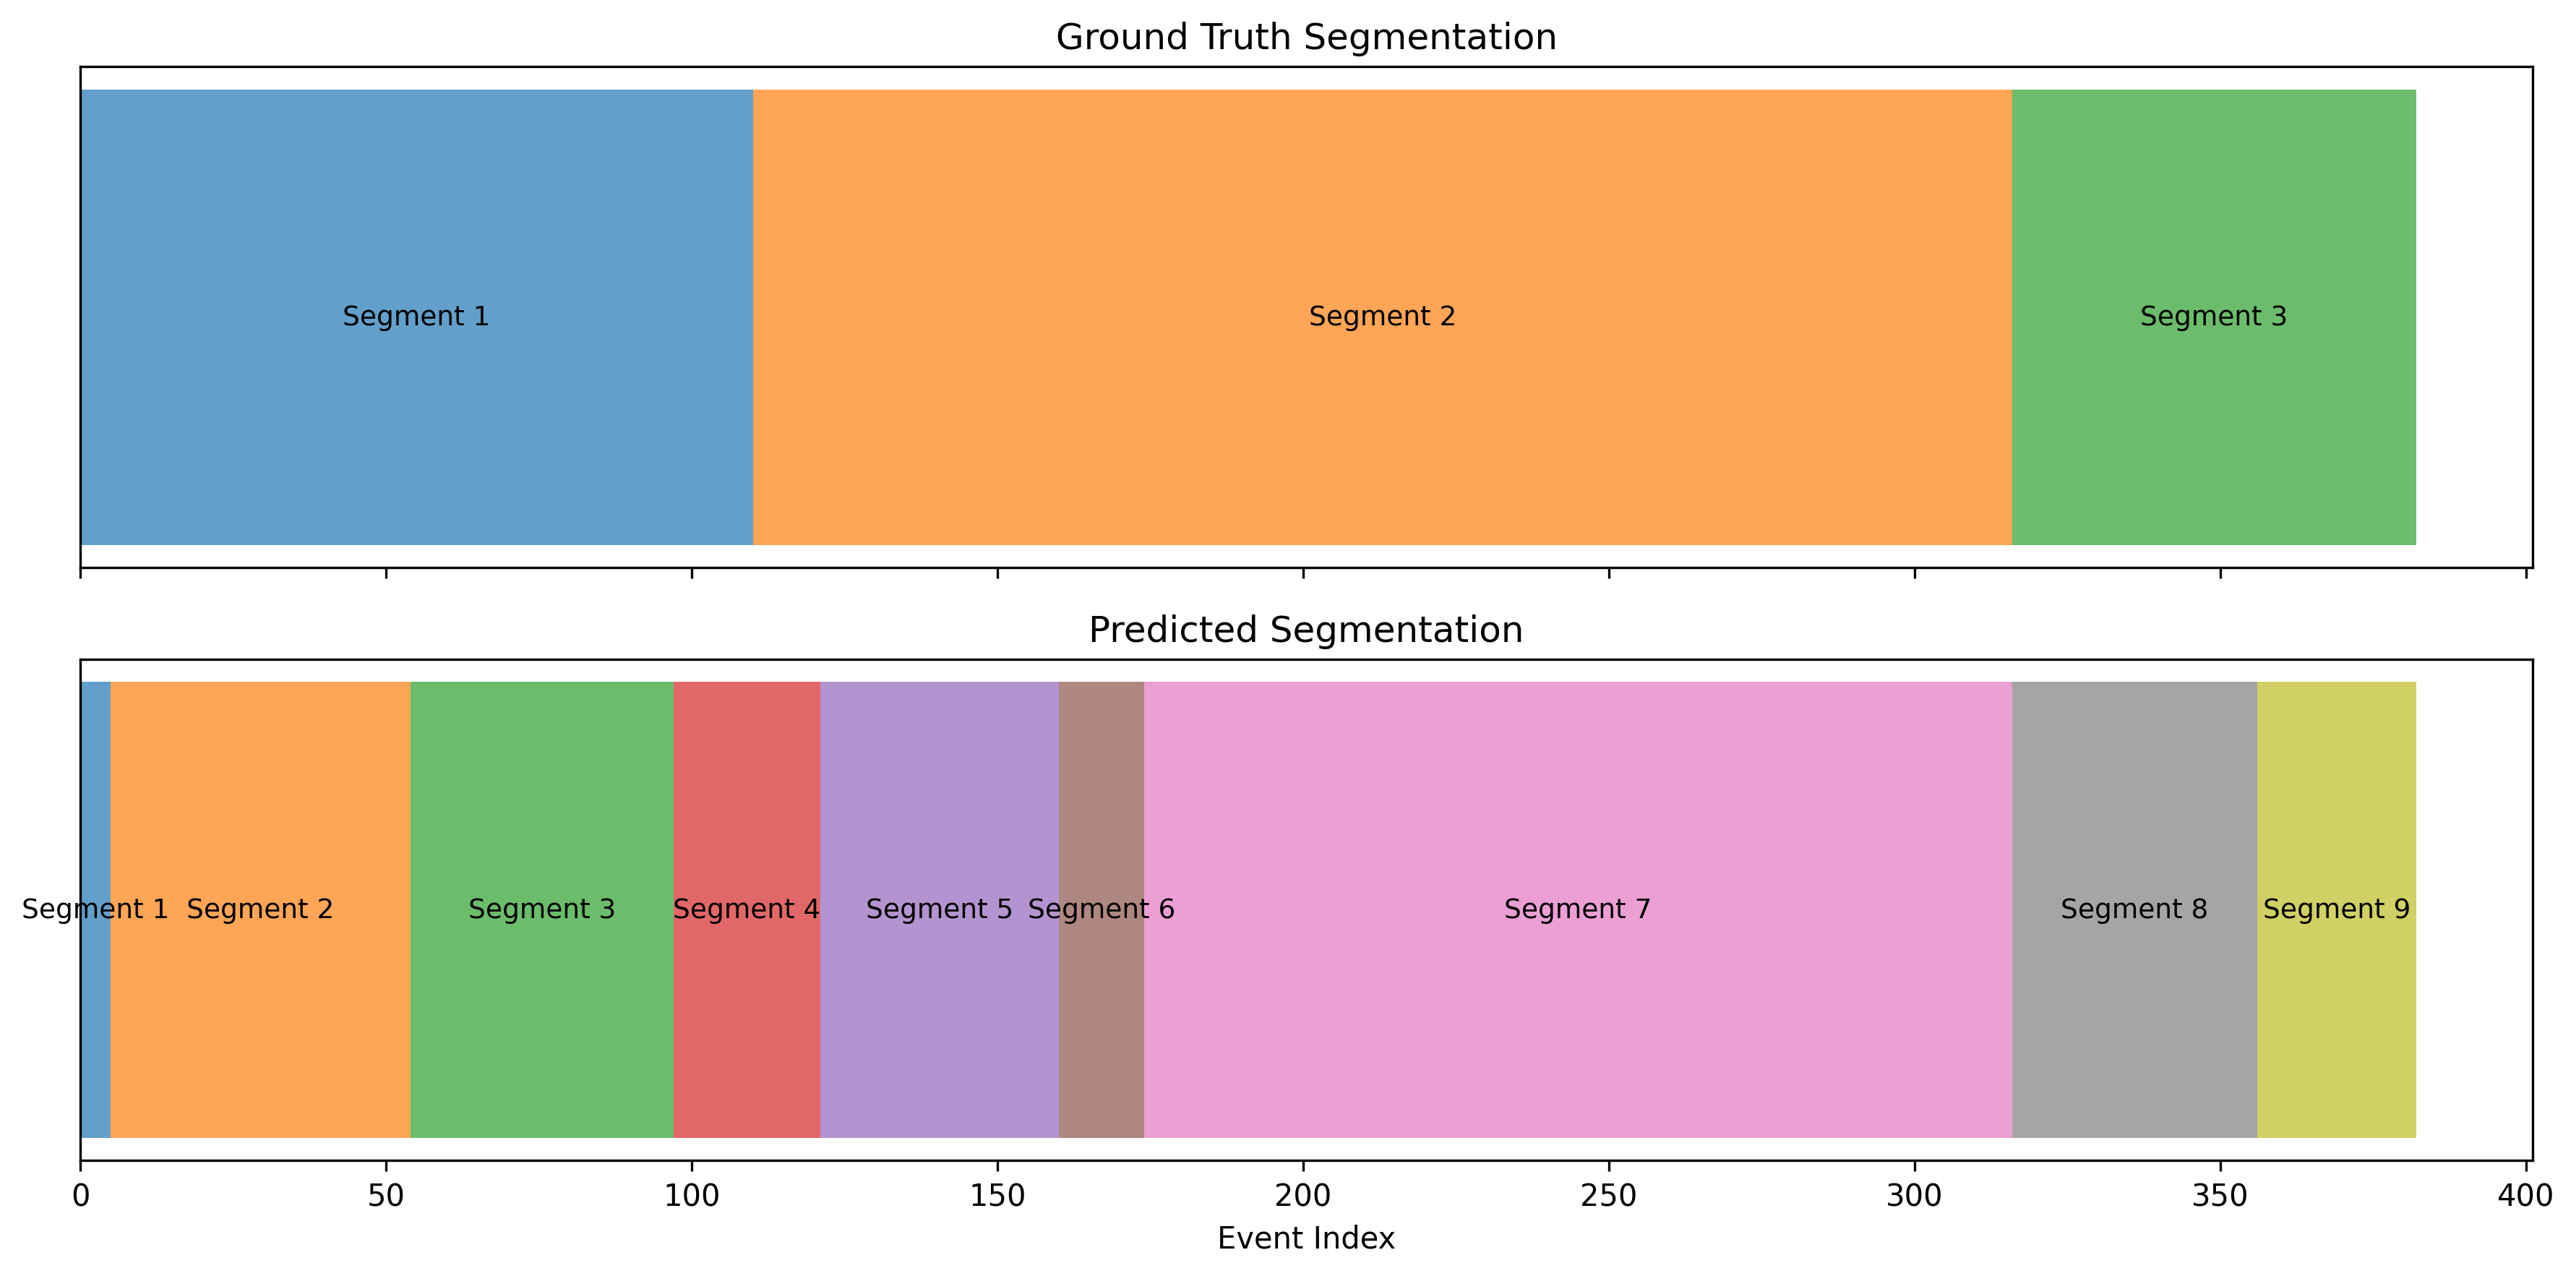 Ground Truth Segmentation
Segment 1 Segment 2 Segment 3
Predicted Segmentation
Segment 1 Segment 2 Segment 3 Segment 4 Segment 5 Segment 6 Segment 7 Segment 8 Segment 9
0 50 100 150 200 250 300 350 400
Event Index